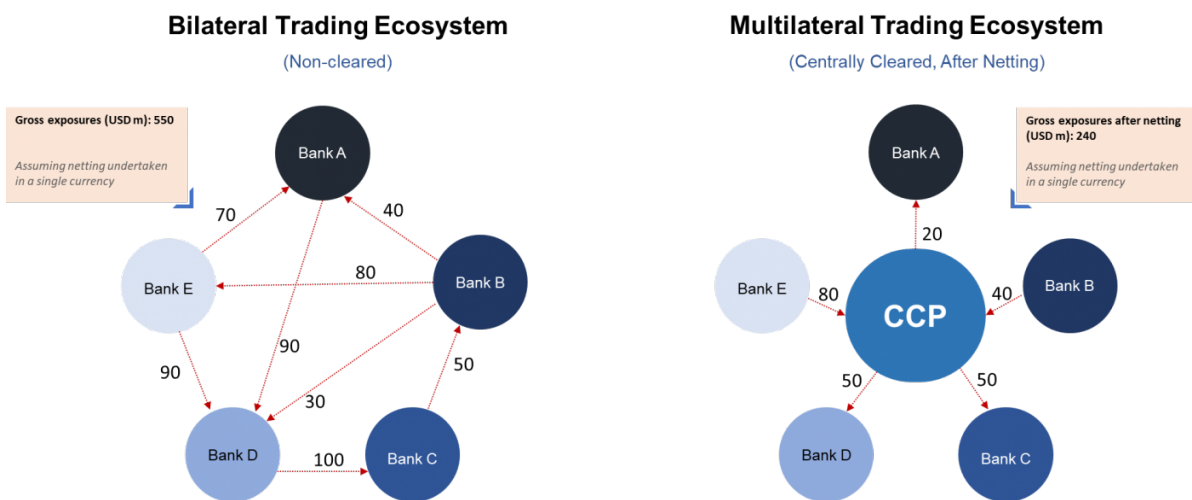 Bilateral Trading Ecosystem
(Non-cleared)
Gross exposures (USD m): 550
Assuming netting undertaken
in a single currency
Bank A
70
40
80
Bank E
Bank B
90
90
30
50
Bank D
100
Bank C
Multilateral Trading Ecosystem
(Centrally Cleared, After Netting)
Gross exposures after netting
(USD m): 240
Assuming netting undertaken
in a single currency
Bank A
20
Bank E
80
CCP
40
Bank B
50
50
Bank D
Bank C